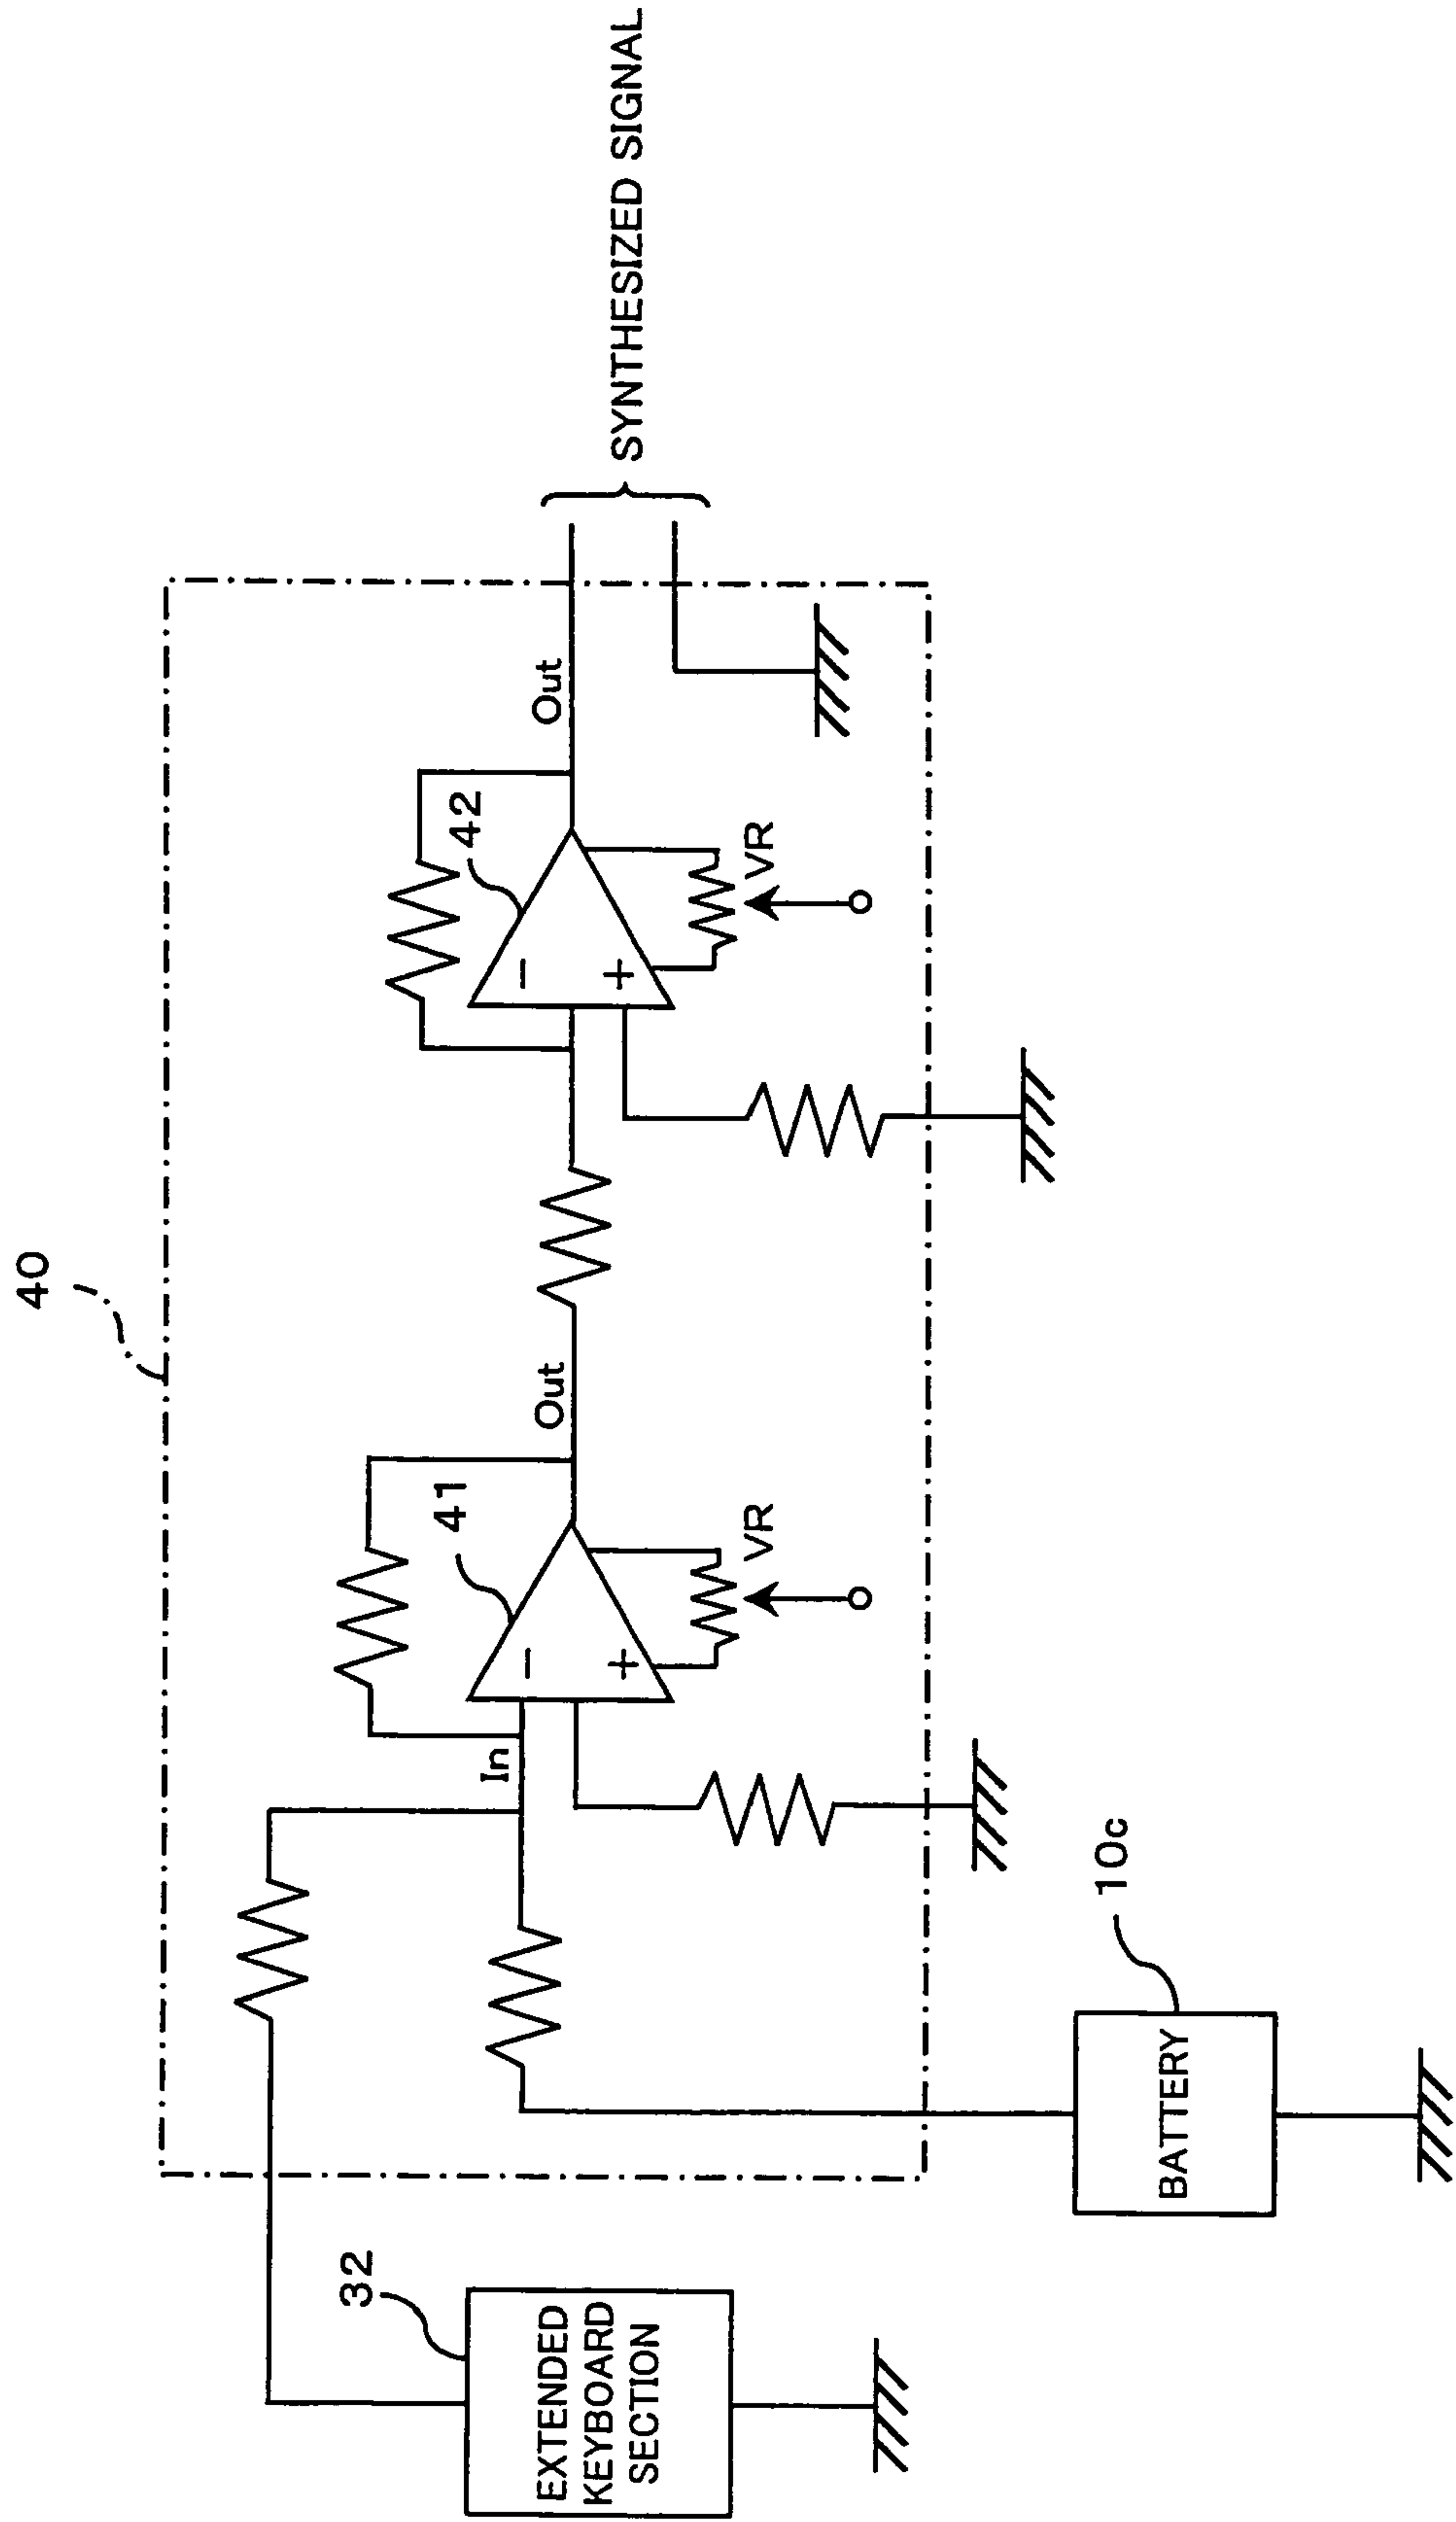 40
41
In
−
+
VR
Out
42
−
+
VR
Out
SYNTHESIZED SIGNAL
32
EXTENDED
KEYBOARD
SECTION
10c
BATTERY